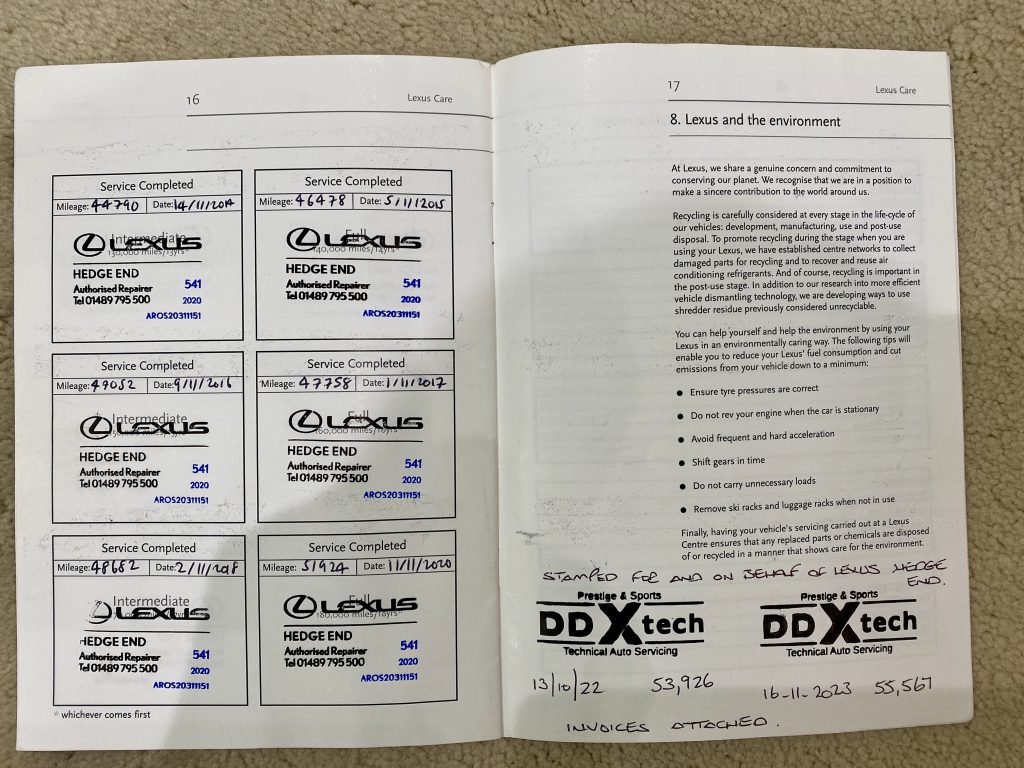 16
Lexus Care
Service Completed
Mileage: 44790 Date: 14/11/2014
Intermediate
130,000 miles/13yrs*
LEXUS
HEDGE END
Authorised Repairer 541
Tel 01489 795 500 2020
AROS20311151
Service Completed
Mileage: 46478 Date: 5/11/2015
Full
140,000 miles/14yrs*
LEXUS
HEDGE END
Authorised Repairer 541
Tel 01489 795 500 2020
AROS20311151
Service Completed
Mileage: 47052 Date: 9/11/2016
Intermediate
LEXUS
HEDGE END
Authorised Repairer 541
Tel 01489 795 500 2020
AROS20311151
Service Completed
Mileage: 47758 Date: 1/11/2017
Full
160,000 miles/16yrs*
LEXUS
HEDGE END
Authorised Repairer 541
Tel 01489 795 500 2020
AROS20311151
Service Completed
Mileage: 48682 Date: 2/11/2018
Intermediate
LEXUS
HEDGE END
Authorised Repairer 541
Tel 01489 795 500 2020
AROS20311151
Service Completed
Mileage: 51924 Date: 11/11/2020
Full
180,000 miles/18yrs*
LEXUS
HEDGE END
Authorised Repairer 541
Tel 01489 795 500 2020
AROS20311151
* whichever comes first
17
Lexus Care
8. Lexus and the environment
At Lexus, we share a genuine concern and commitment to
conserving our planet. We recognise that we are in a position to
make a sincere contribution to the world around us.
Recycling is carefully considered at every stage in the life-cycle of
our vehicles: development, manufacturing, use and post-use
disposal. To promote recycling during the stage when you are
using your Lexus, we have established centre networks to collect
damaged parts for recycling and to recover and reuse air
conditioning refrigerants. And of course, recycling is important in
the post-use stage. In addition to our research into more efficient
vehicle dismantling technology, we are developing ways to use
shredder residue previously considered unrecyclable.
You can help yourself and help the environment by using your
Lexus in an environmentally caring way. The following tips will
enable you to reduce your Lexus' fuel consumption and cut
emissions from your vehicle down to a minimum:
• Ensure tyre pressures are correct
• Do not rev your engine when the car is stationary
• Avoid frequent and hard acceleration
• Shift gears in time
• Do not carry unnecessary loads
• Remove ski racks and luggage racks when not in use
Finally, having your vehicle's servicing carried out at a Lexus
Centre ensures that any replaced parts or chemicals are disposed
of or recycled in a manner that shows care for the environment.
STAMPED FOR AND ON BEHALF OF LEXUS HEDGE
END.
Prestige & Sports
DDXtech
Technical Auto Servicing
13/10/22 53,926
Prestige & Sports
DDXtech
Technical Auto Servicing
16-11-2023 55,567
INVOICES ATTACHED.